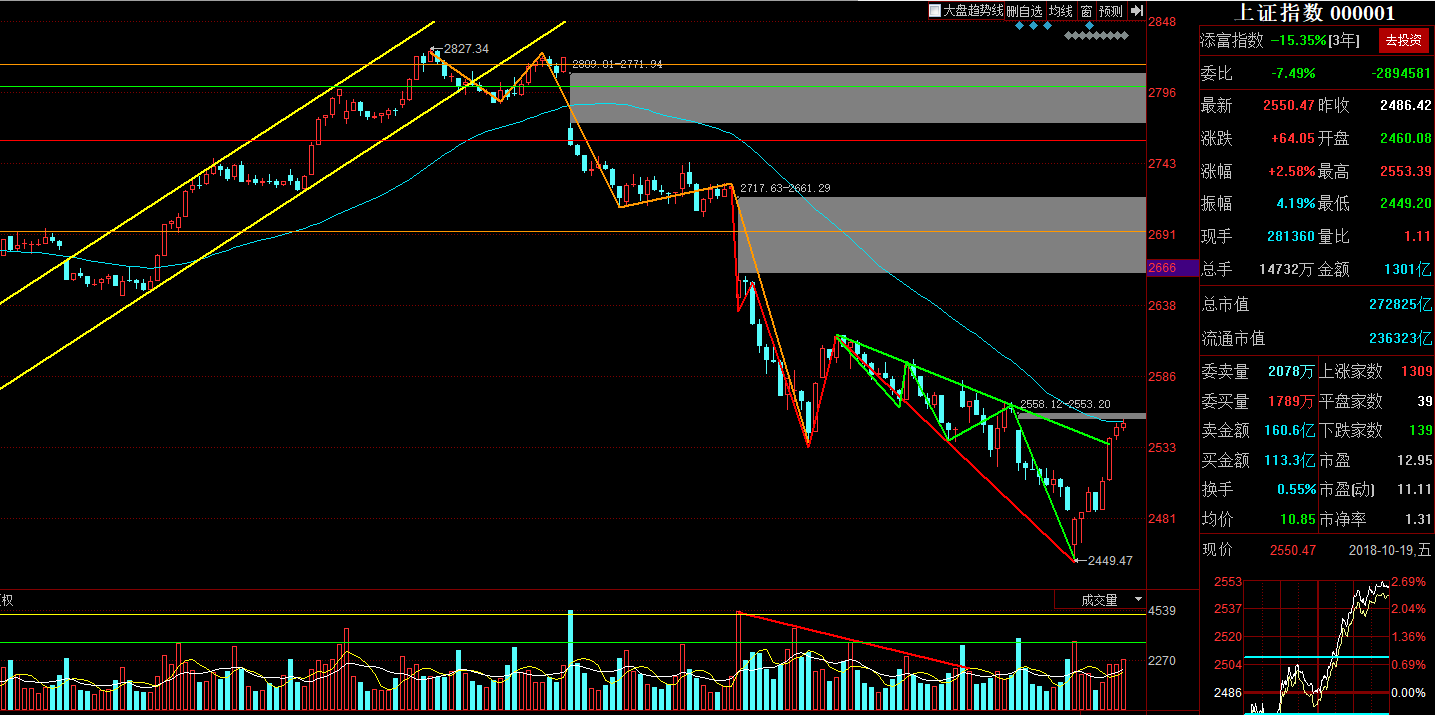 大盘趋势线 删自选 均线 窗 预测
2827.34
2809.01-2771.94
2717.63-2661.29
2558.12-2553.20
2449.47
2848
2796
2743
2691
2666
2638
2586
2533
2481
权
成交量
4539
2270
上证指数 000001
添富指数 -15.35%[3年] 去投资
委比 -7.49% -2894581
最新 2550.47 昨收 2486.42
涨跌 +64.05 开盘 2460.08
涨幅 +2.58% 最高 2553.39
振幅 4.19% 最低 2449.20
现手 281360 量比 1.11
总手 14732万 金额 1301亿
总市值 272825亿
流通市值 236323亿
委卖量 2078万 上涨家数 1309
委买量 1789万 平盘家数 39
卖金额 160.6亿 下跌家数 139
买金额 113.3亿 市盈 12.95
换手 0.55% 市盈(动) 11.11
均价 10.85 市净率 1.31
现价 2550.47 2018-10-19,五
2553 2.69%
2537 2.04%
2520 1.36%
2504 0.69%
2486 0.00%